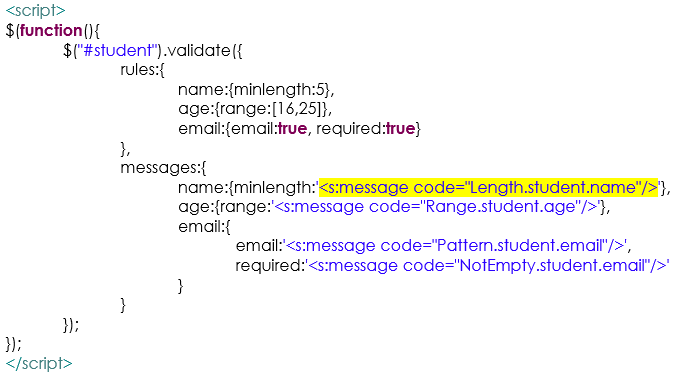 <script>
$(function(){
$("#student").validate({
rules:{
name:{minlength:5},
age:{range:[16,25]},
email:{email:true, required:true}
},
messages:{
name:{minlength:'<s:message code="Length.student.name"/>'},
age:{range:'<s:message code="Range.student.age"/>'},
email:{
email:'<s:message code="Pattern.student.email"/>',
required:'<s:message code="NotEmpty.student.email"/>'
}
}
});
});
</script>